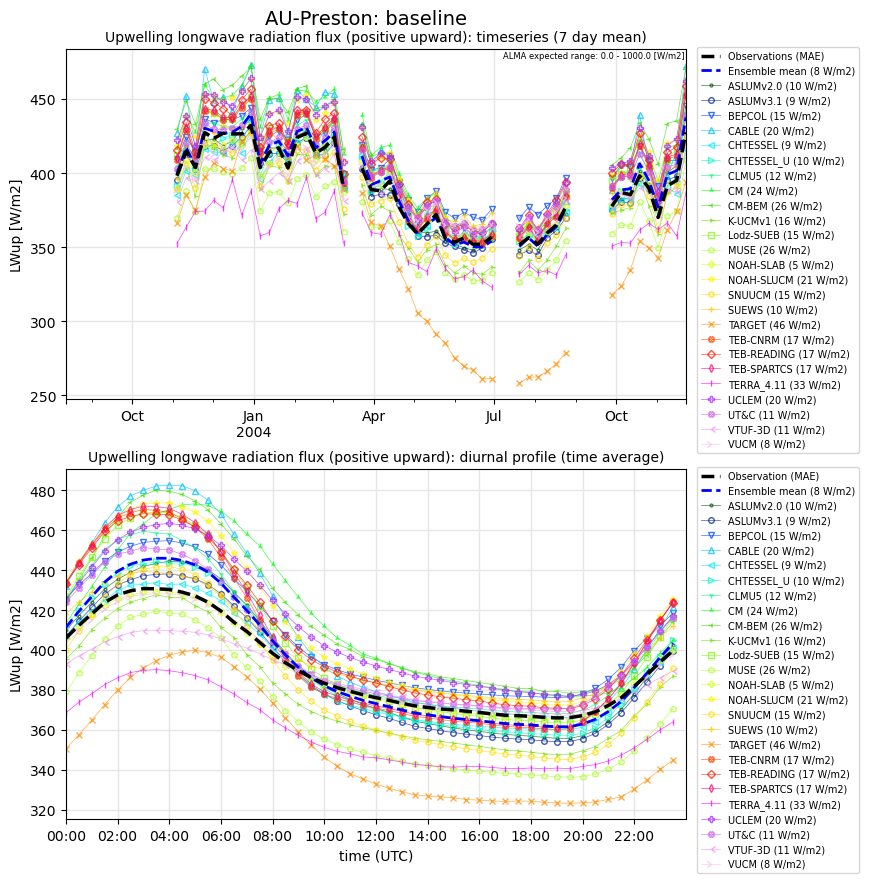 AU-Preston: baseline
Upwelling longwave radiation flux (positive upward): timeseries (7 day mean)
ALMA expected range: 0.0 - 1000.0 [W/m2]
LWup [W/m2]
450
400
350
300
250
Oct
Jan
2004
Apr
Jul
Oct
Observations (MAE)
Ensemble mean (8 W/m2)
ASLUMv2.0 (10 W/m2)
ASLUMv3.1 (9 W/m2)
BEPCOL (15 W/m2)
CABLE (20 W/m2)
CHTESSEL (9 W/m2)
CHTESSEL_U (10 W/m2)
CLMU5 (12 W/m2)
CM (24 W/m2)
CM-BEM (26 W/m2)
K-UCMv1 (16 W/m2)
Lodz-SUEB (15 W/m2)
MUSE (26 W/m2)
NOAH-SLAB (5 W/m2)
NOAH-SLUCM (21 W/m2)
SNUUCM (15 W/m2)
SUEWS (10 W/m2)
TARGET (46 W/m2)
TEB-CNRM (17 W/m2)
TEB-READING (17 W/m2)
TEB-SPARTCS (17 W/m2)
TERRA_4.11 (33 W/m2)
UCLEM (20 W/m2)
UT&C (11 W/m2)
VTUF-3D (11 W/m2)
VUCM (8 W/m2)
Upwelling longwave radiation flux (positive upward): diurnal profile (time average)
LWup [W/m2]
480
460
440
420
400
380
360
340
320
00:00
02:00
04:00
06:00
08:00
10:00
12:00
14:00
16:00
18:00
20:00
22:00
time (UTC)
Observation (MAE)
Ensemble mean (8 W/m2)
ASLUMv2.0 (10 W/m2)
ASLUMv3.1 (9 W/m2)
BEPCOL (15 W/m2)
CABLE (20 W/m2)
CHTESSEL (9 W/m2)
CHTESSEL_U (10 W/m2)
CLMU5 (12 W/m2)
CM (24 W/m2)
CM-BEM (26 W/m2)
K-UCMv1 (16 W/m2)
Lodz-SUEB (15 W/m2)
MUSE (26 W/m2)
NOAH-SLAB (5 W/m2)
NOAH-SLUCM (21 W/m2)
SNUUCM (15 W/m2)
SUEWS (10 W/m2)
TARGET (46 W/m2)
TEB-CNRM (17 W/m2)
TEB-READING (17 W/m2)
TEB-SPARTCS (17 W/m2)
TERRA_4.11 (33 W/m2)
UCLEM (20 W/m2)
UT&C (11 W/m2)
VTUF-3D (11 W/m2)
VUCM (8 W/m2)